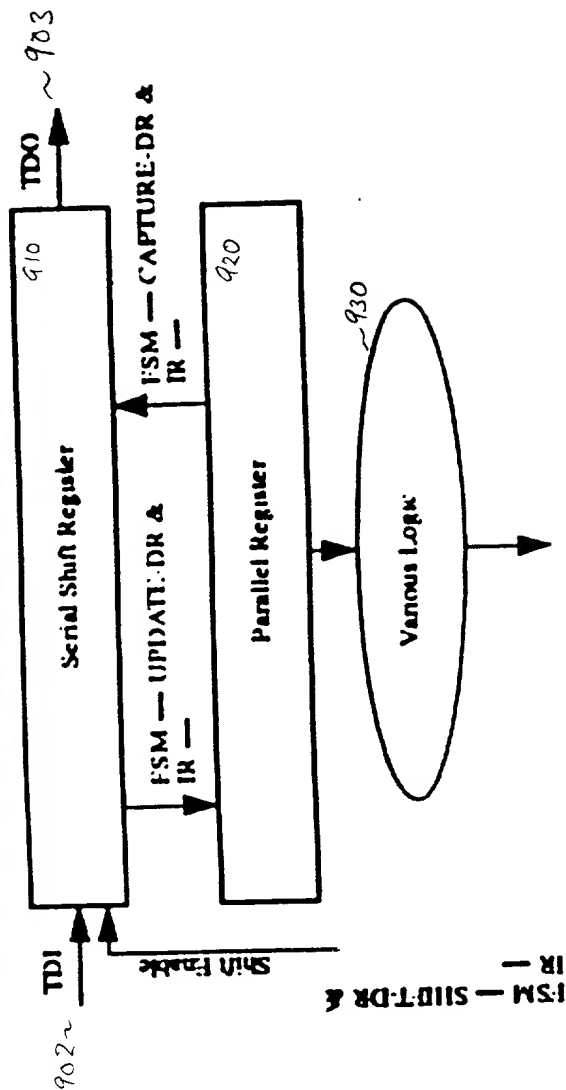 TDO
~903
910
Serial Shift Register
902~
TDI
Shift Enable
FSM — UPDATE-DR &
IR —
FSM — CAPTURE-DR &
IR —
920
Parallel Register
~930
Various Logic
FSM — SHIFT-DR &
IR —